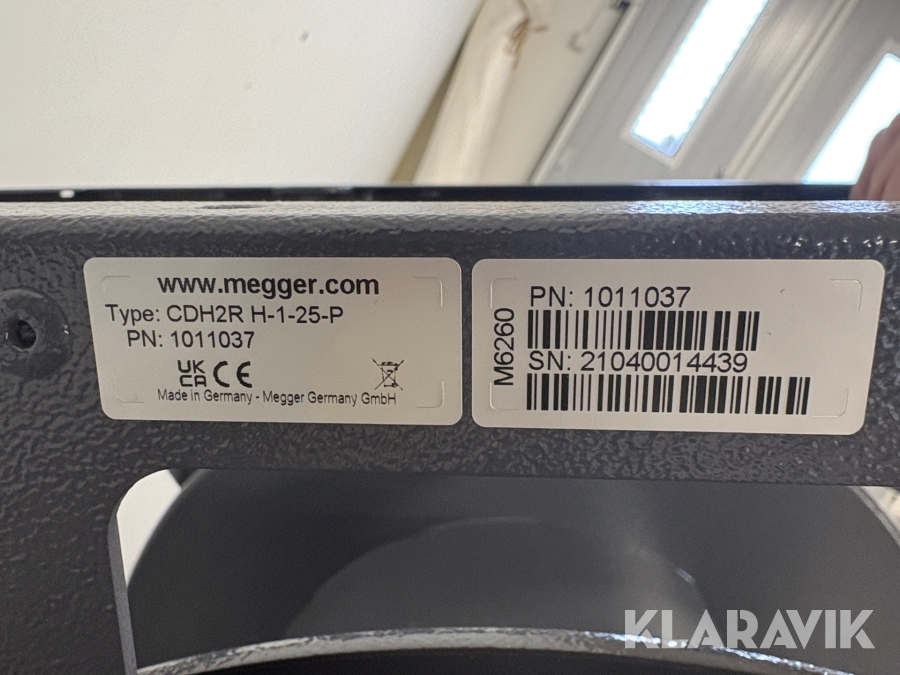 www.megger.com
Type: CDH2R H-1-25-P
PN: 1011037
UK
CA CE
Made in Germany - Megger Germany GmbH
M6260
PN: 1011037
SN: 21040014439
KLARAVIK